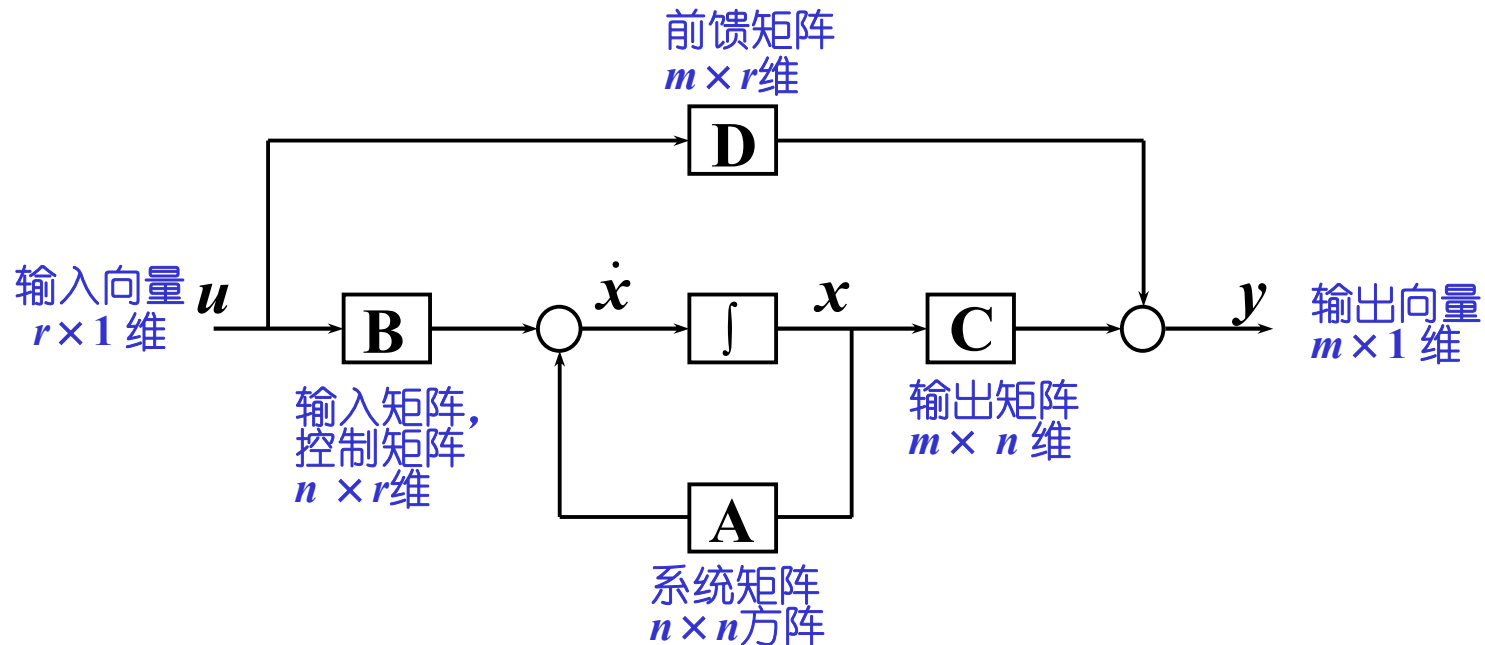 前馈矩阵
m × r维
D
输入向量
r × 1 维
u
B
ẋ
∫
x
C
y
输出向量
m × 1 维
输入矩阵,
控制矩阵
n × r维
输出矩阵
m × n 维
A
系统矩阵
n × n方阵